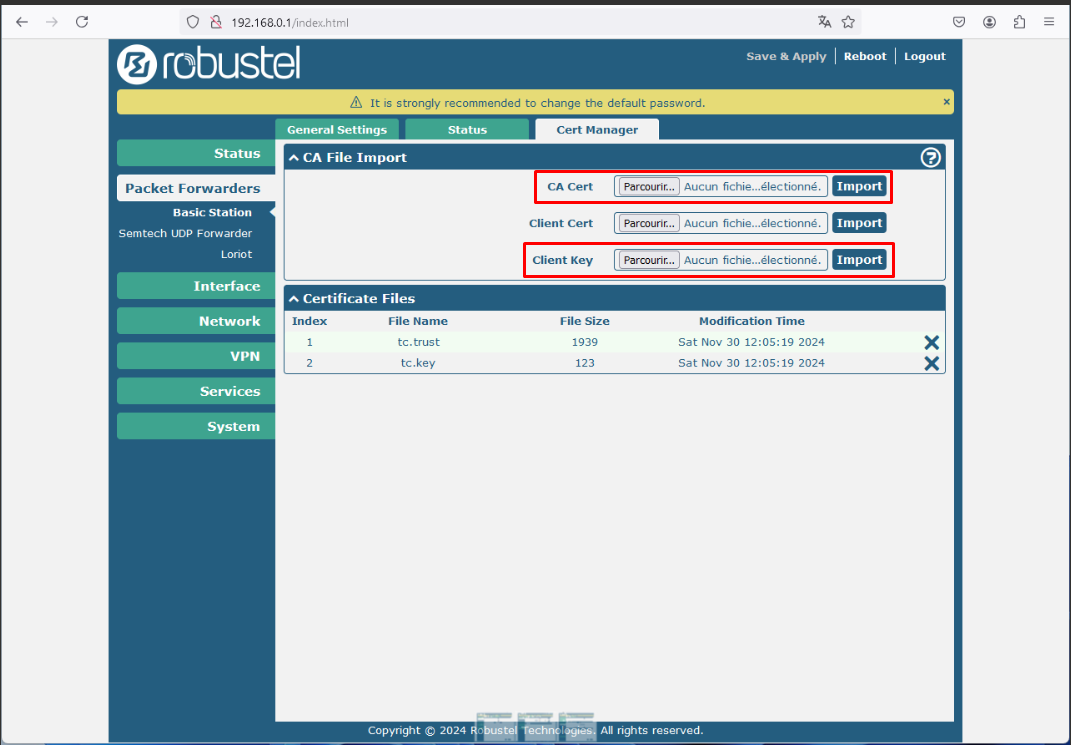 192.168.0.1/index.html
robustel
Save & Apply Reboot Logout
It is strongly recommended to change the default password. ×
General Settings Status Cert Manager
Status
Packet Forwarders
Basic Station
Semtech UDP Forwarder
Loriot
Interface
Network
VPN
Services
System
CA File Import ?
CA Cert Parcourir... Aucun fichie...électionné. Import
Client Cert Parcourir... Aucun fichie...électionné. Import
Client Key Parcourir... Aucun fichie...électionné. Import
Certificate Files
Index File Name File Size Modification Time
1 tc.trust 1939 Sat Nov 30 12:05:19 2024
2 tc.key 123 Sat Nov 30 12:05:19 2024
Copyright © 2024 Robustel Technologies. All rights reserved.